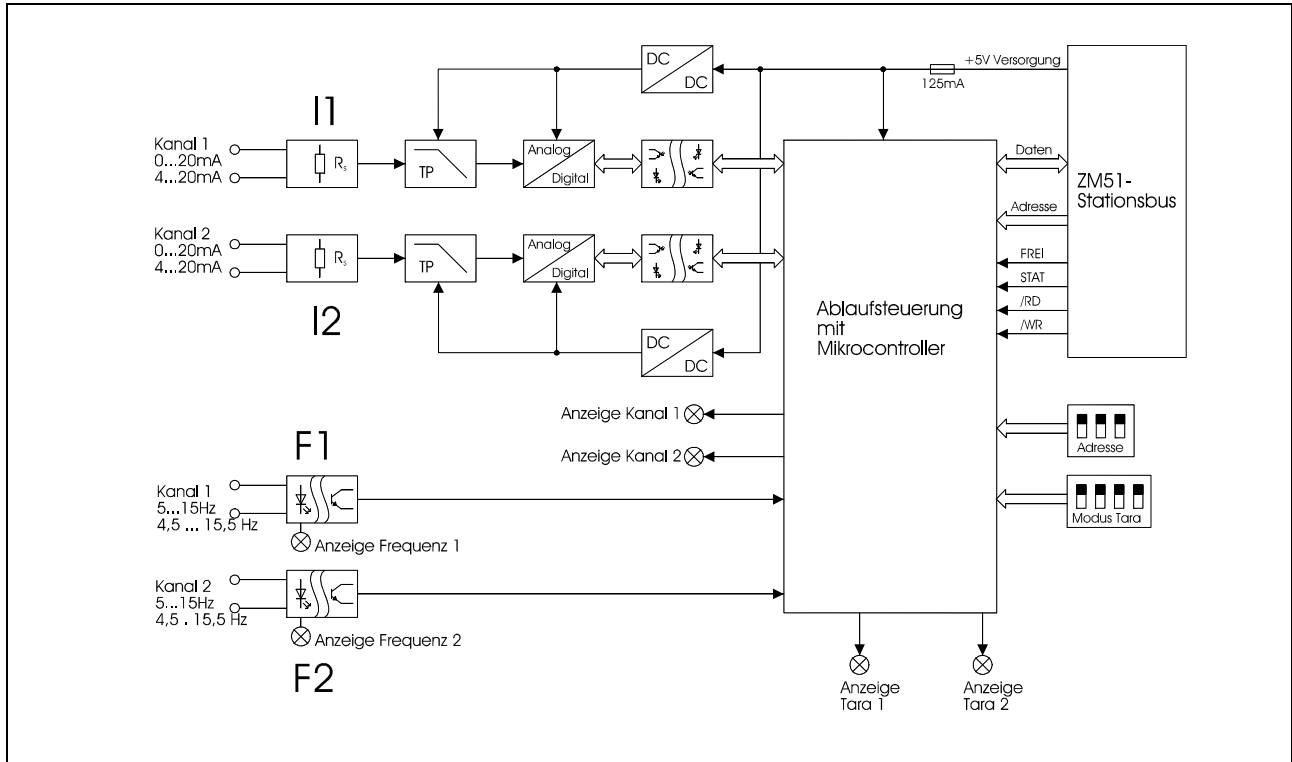 DC
DC
+5V Versorgung
125mA
I1
Kanal 1
0...20mA
4...20mA
Rs
TP
Analog
Digital
Daten
ZM51-
Stationsbus
Adresse
Kanal 2
0...20mA
4...20mA
Rs
TP
Analog
Digital
FREI
STAT
/RD
/WR
I2
Ablaufsteuerung
mit
Mikrocontroller
DC
DC
Anzeige Kanal 1
Anzeige Kanal 2
Adresse
F1
Kanal 1
5...15Hz
4,5 ... 15,5 Hz
Anzeige Frequenz 1
Modus Tara
Kanal 2
5...15Hz
4,5 . 15,5 Hz
Anzeige Frequenz 2
F2
Anzeige
Tara 1
Anzeige
Tara 2